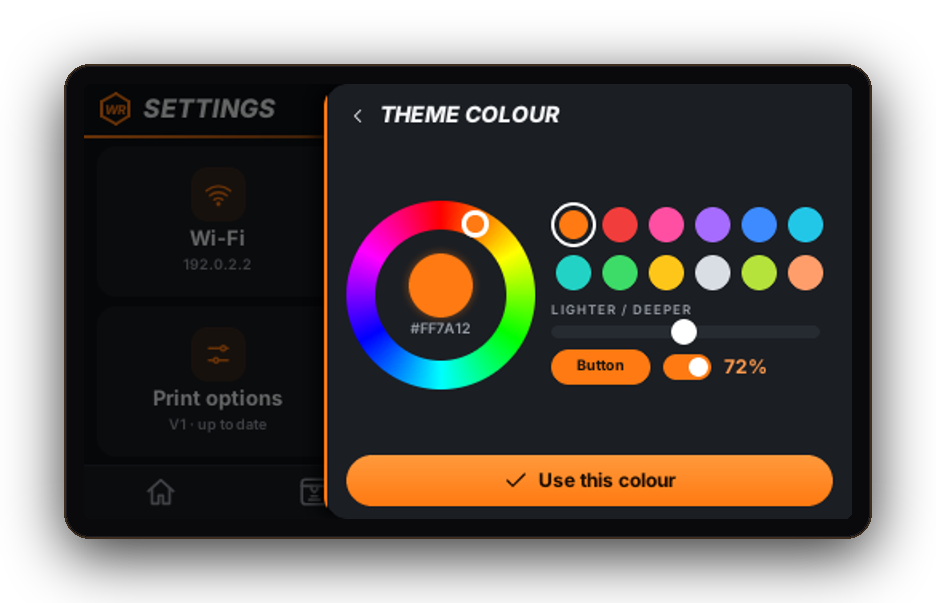 WR
SETTINGS
Wi-Fi
192.0.2.2
Print options
V1 · up to date
THEME COLOUR
#FF7A12
LIGHTER / DEEPER
Button
72%
Use this colour